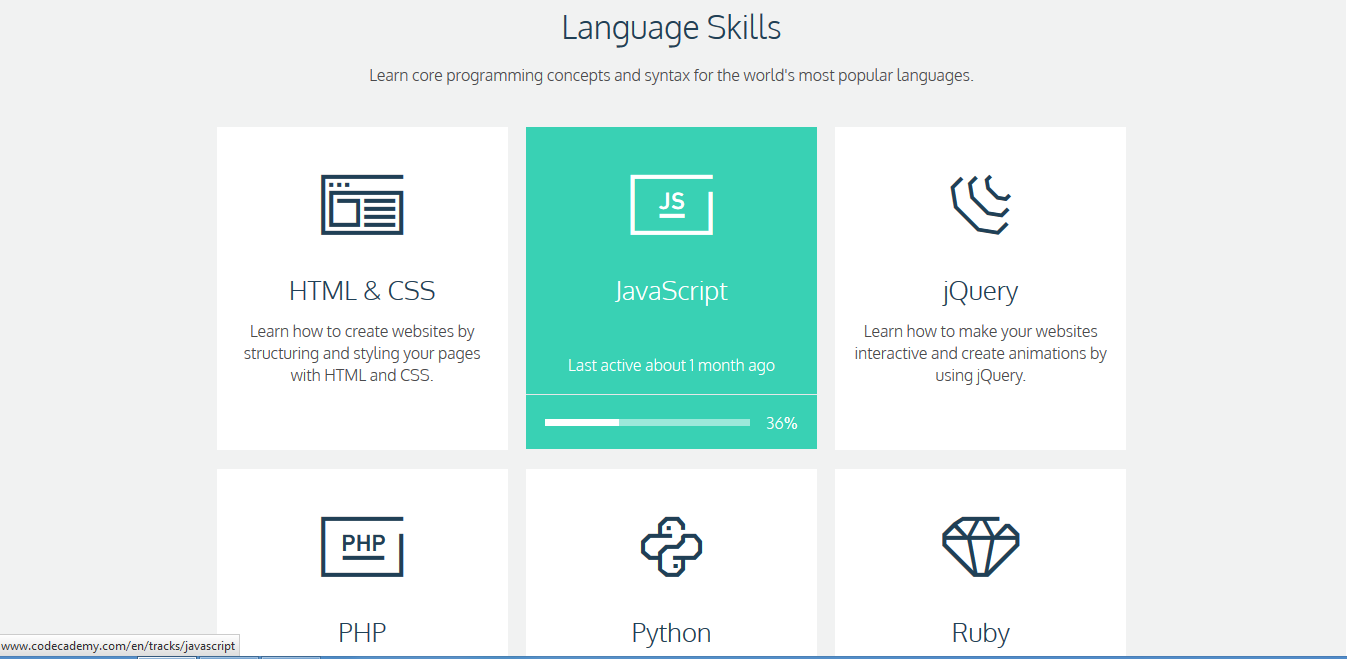 Language Skills
Learn core programming concepts and syntax for the world's most popular languages.
JS
HTML & CSS
Learn how to create websites by
structuring and styling your pages
with HTML and CSS.
JavaScript
Last active about 1 month ago
36%
jQuery
Learn how to make your websites
interactive and create animations by
using jQuery.
PHP
PHP
Python
Ruby
www.codecademy.com/en/tracks/javascript